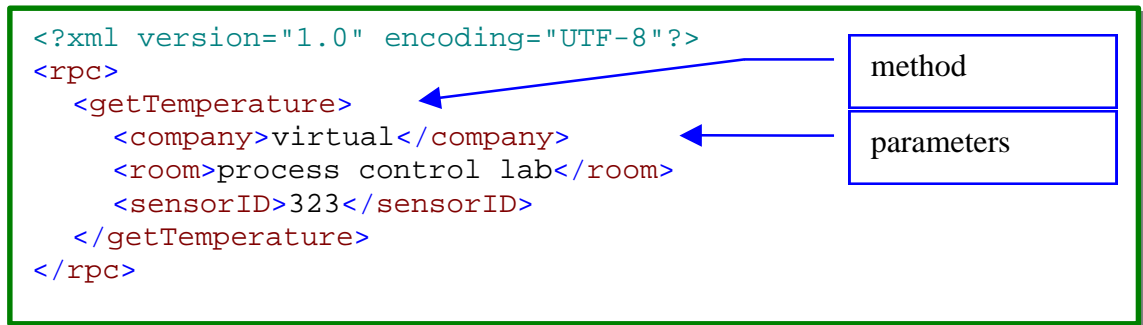 <?xml version="1.0" encoding="UTF-8"?>
<rpc>
<getTemperature>
<company>virtual</company>
<room>process control lab</room>
<sensorID>323</sensorID>
</getTemperature>
</rpc>
method
parameters